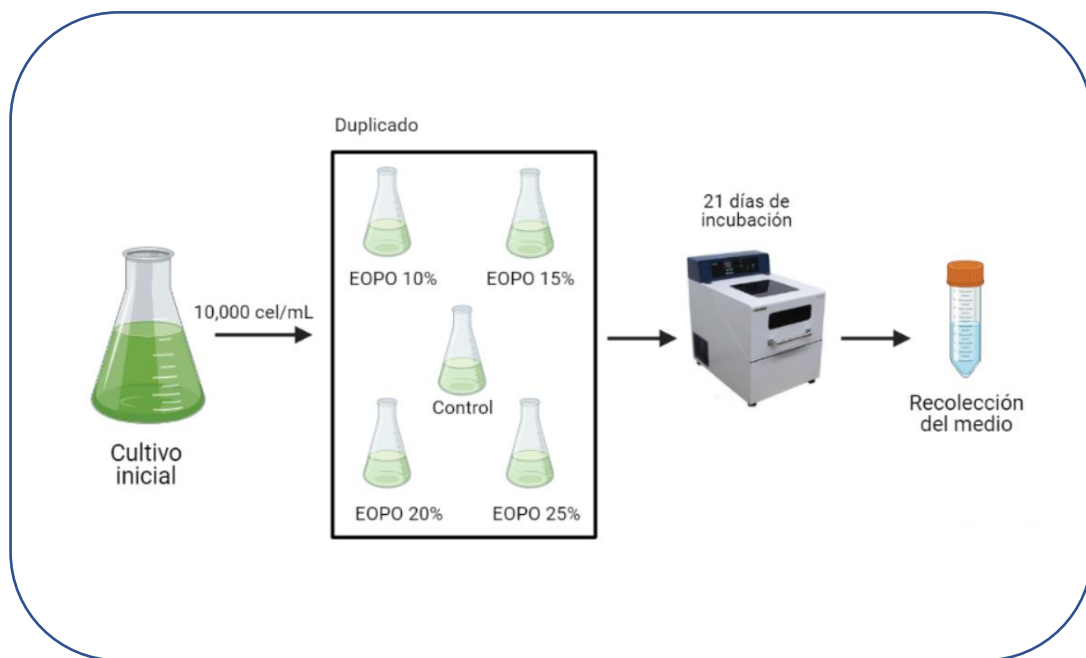 Duplicado
EOPO 10%
EOPO 15%
10,000 cel/mL
Control
EOPO 20%
EOPO 25%
Cultivo
inicial
21 días de
incubación
Recolección
del medio